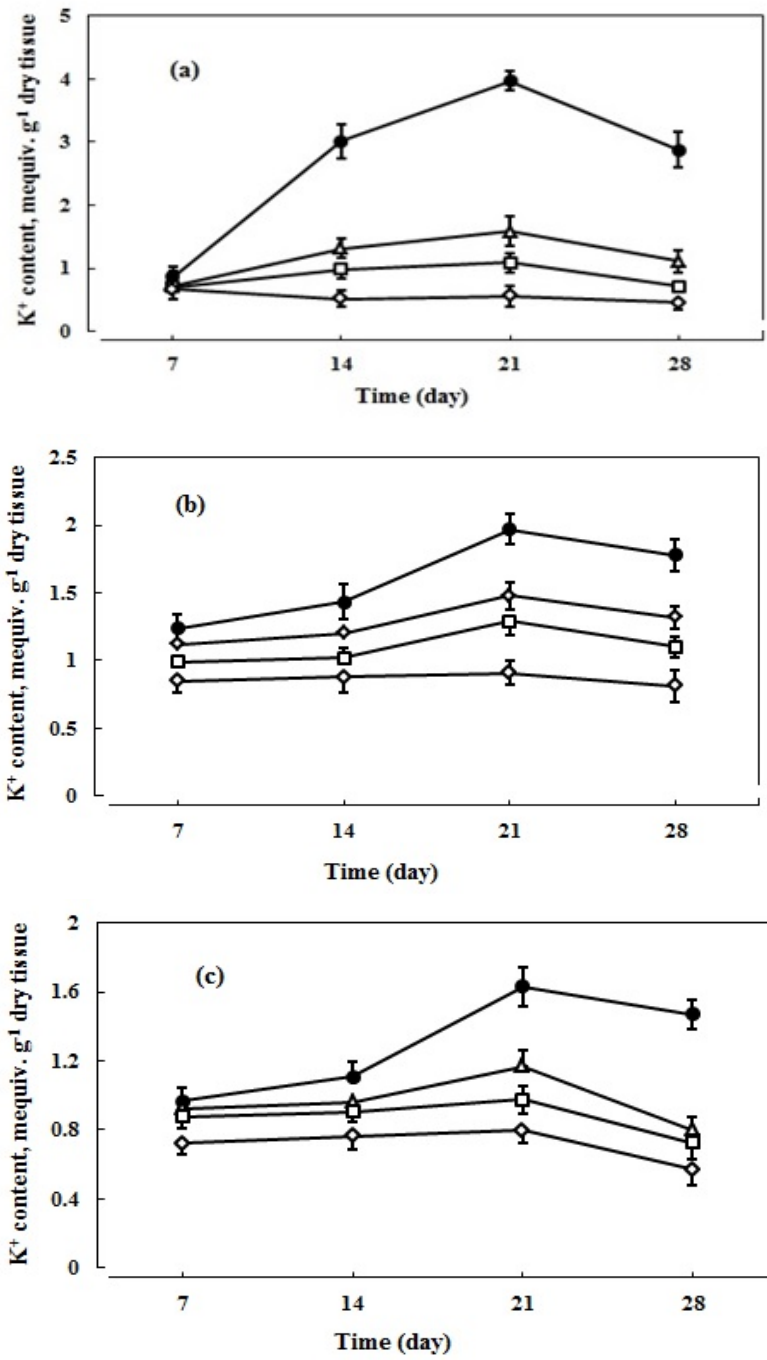 5
4
3
2
1
0
(a)
K⁺ content, mequiv. g⁻¹ dry tissue
7 14 21 28
Time (day)
2.5
2
1.5
1
0.5
0
(b)
K⁺ content, mequiv. g⁻¹ dry tissue
7 14 21 28
Time (day)
2
1.6
1.2
0.8
0.4
0
(c)
K⁺ content, mequiv. g⁻¹ dry tissue
7 14 21 28
Time (day)